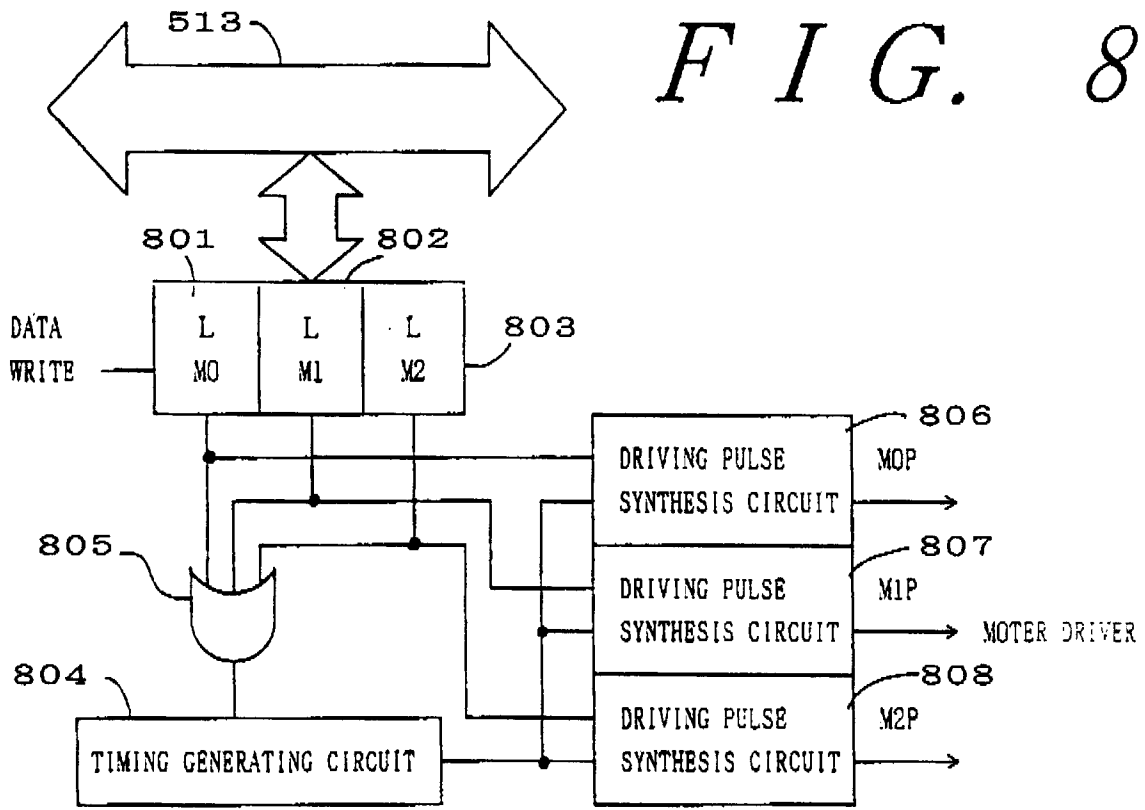 513
FIG. 8
801
802
DATA
WRITE
L
M0
L
M1
L
M2
803
806
DRIVING PULSE
SYNTHESIS CIRCUIT
M0P
805
807
DRIVING PULSE
SYNTHESIS CIRCUIT
M1P
MOTER DRIVER
804
808
DRIVING PULSE
SYNTHESIS CIRCUIT
M2P
TIMING GENERATING CIRCUIT